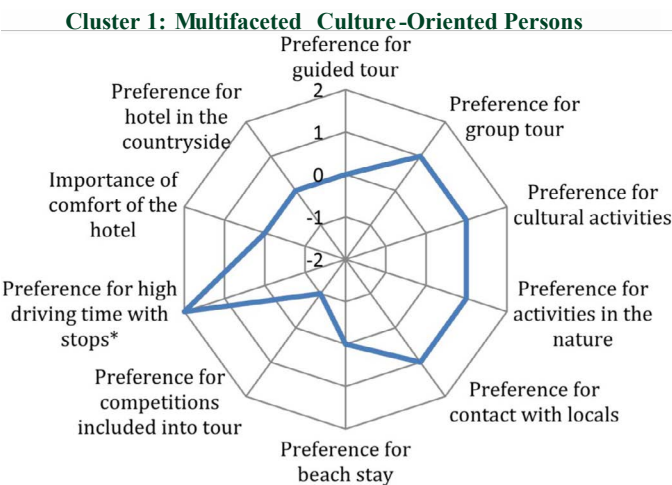 Cluster 1: Multifaceted Culture-Oriented Persons
Preference for
guided tour
Preference for
group tour
Preference for
cultural activities
Preference for
activities in the
nature
Preference for
contact with locals
Preference for
beach stay
Preference for
competitions
included into tour
Preference for high
driving time with
stops*
Importance of
comfort of the
hotel
Preference for
hotel in the
countryside
2
1
0
-1
-2